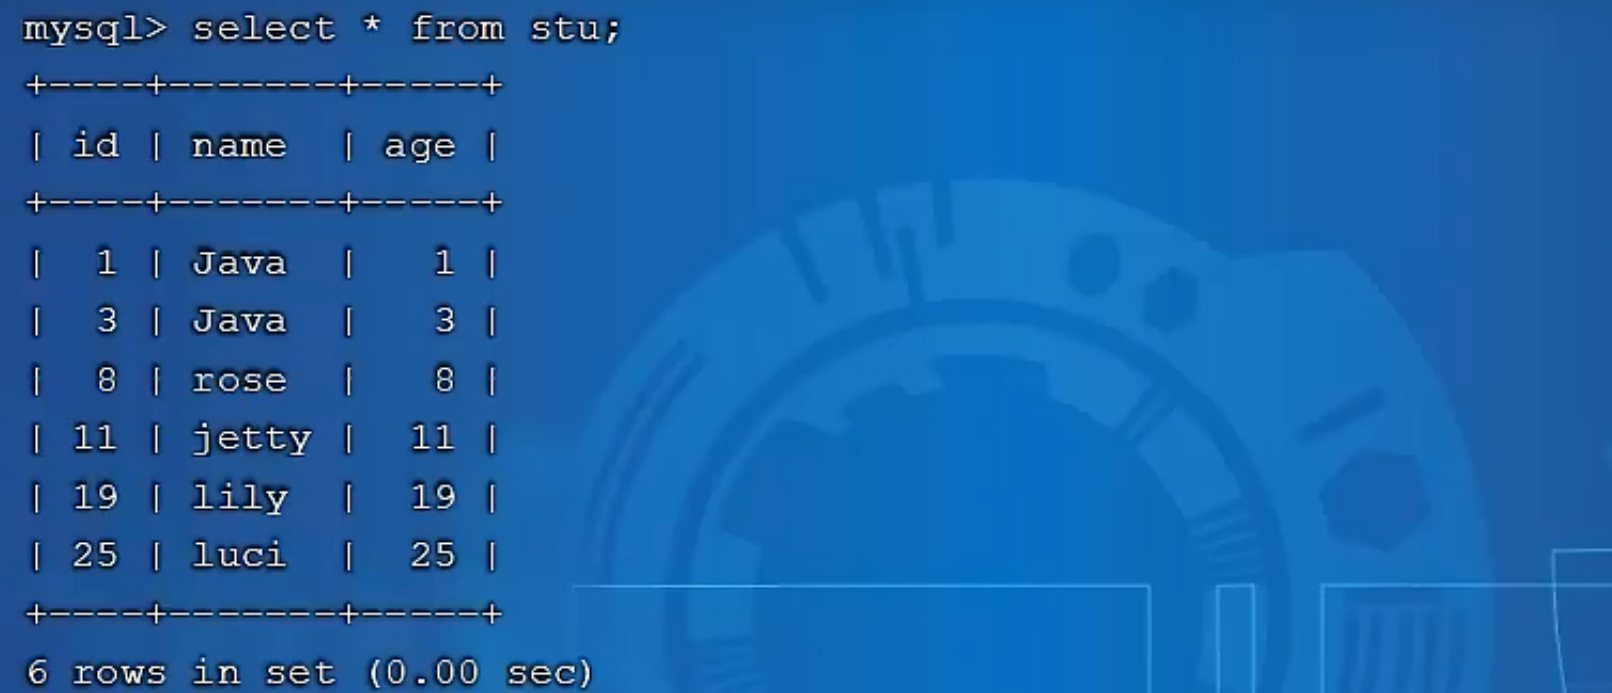 mysql> select * from stu;
+----+-------+-----+
| id | name  | age |
+----+-------+-----+
|  1 | Java  |   1 |
|  3 | Java  |   3 |
|  8 | rose  |   8 |
| 11 | jetty |  11 |
| 19 | lily  |  19 |
| 25 | luci  |  25 |
+----+-------+-----+
6 rows in set (0.00 sec)